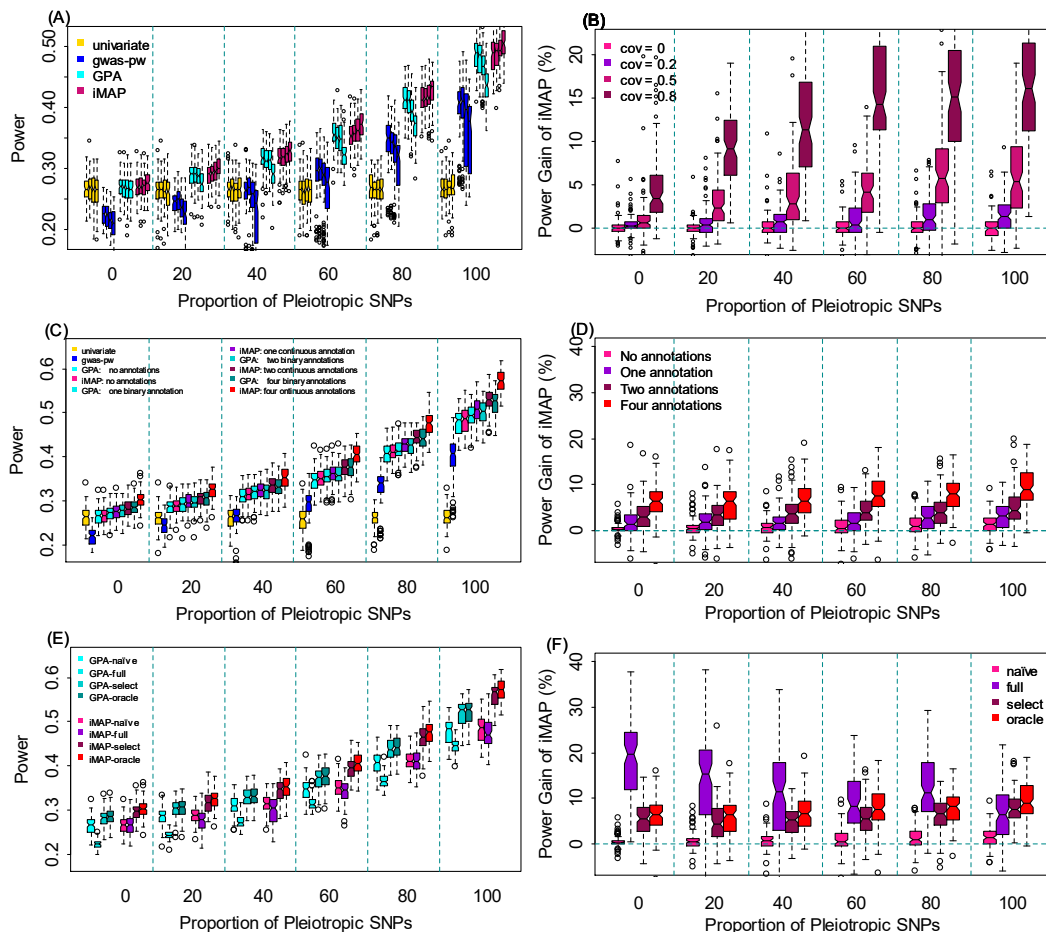 (A)
univariate
gwas-pw
GPA
iMAP
Power
0.20
0.30
0.40
0.50
0
20
40
60
80
100
Proportion of Pleiotropic SNPs
(B)
cov = 0
cov = 0.2
cov = 0.5
cov = 0.8
Power Gain of iMAP (%)
0
5
10
15
20
0
20
40
60
80
100
Proportion of Pleiotropic SNPs
(C)
univariate
gwas-pw
GPA: no annotations
iMAP: no annotations
GPA: one binary annotation
iMAP: one continuous annotation
GPA: two binary annotations
iMAP: two continuous annotations
GPA: four binary annotations
iMAP: four ontinuous annotations
Power
0.2
0.3
0.4
0.5
0.6
0
20
40
60
80
100
Proportion of Pleiotropic SNPs
(D)
No annotations
One annotation
Two annotations
Four annotations
Power Gain of iMAP (%)
0
10
20
30
40
0
20
40
60
80
100
Proportion of Pleiotropic SNPs
(E)
GPA-naïve
GPA-full
GPA-select
GPA-oracle
iMAP-naïve
iMAP-full
iMAP-select
iMAP-oracle
Power
0.2
0.3
0.4
0.5
0.6
0
20
40
60
80
100
Proportion of Pleiotropic SNPs
(F)
naïve
full
select
oracle
Power Gain of iMAP (%)
0
10
20
30
40
0
20
40
60
80
100
Proportion of Pleiotropic SNPs